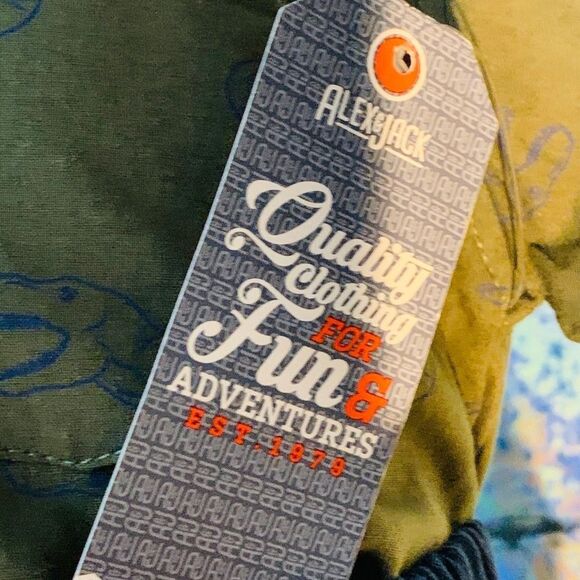 ALEX & JACK
Quality
Clothing
FOR
Fun &
ADVENTURES
EST. 1979